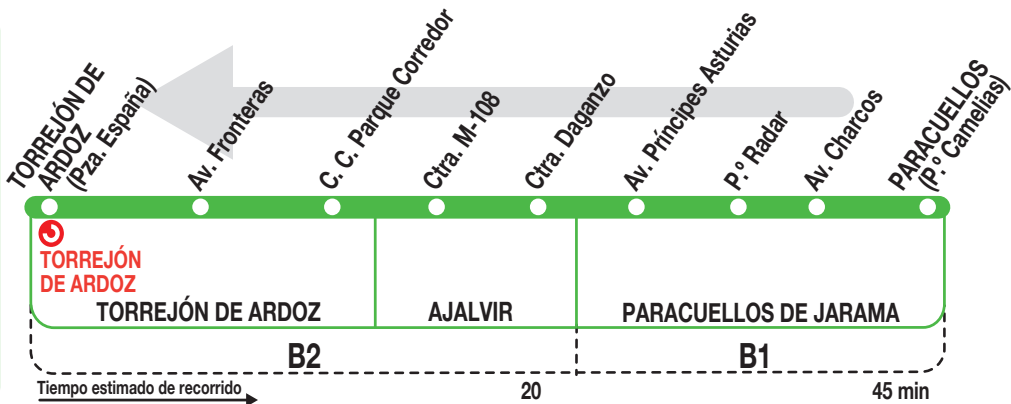 TORREJÓN DE
ARDOZ
(Pza. España)
Av. Fronteras
C. C. Parque Corredor
Ctra. M-108
Ctra. Daganzo
Av. Príncipes Asturias
P.º Radar
Av. Charcos
PARACUELLOS
(P.º Camelias)
TORREJÓN
DE ARDOZ
TORREJÓN DE ARDOZ
AJALVIR
PARACUELLOS DE JARAMA
B2
B1
Tiempo estimado de recorrido
20
45 min